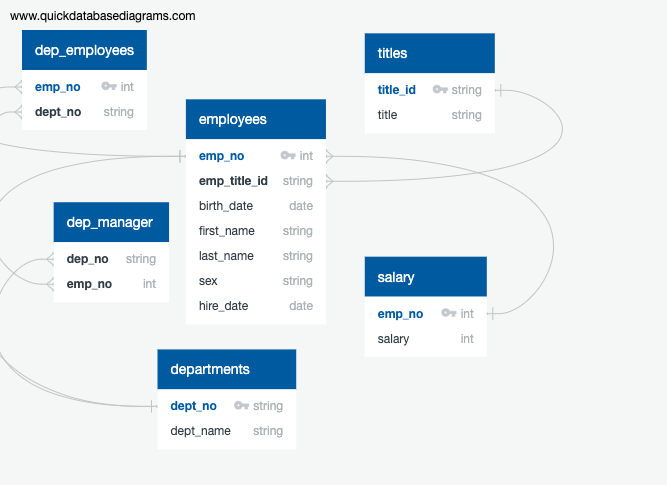 www.quickdatabasediagrams.com
dep_employees
emp_no int
dept_no string
titles
title_id string
title string
employees
emp_no int
emp_title_id string
birth_date date
first_name string
last_name string
sex string
hire_date date
dep_manager
dep_no string
emp_no int
salary
emp_no int
salary int
departments
dept_no string
dept_name string